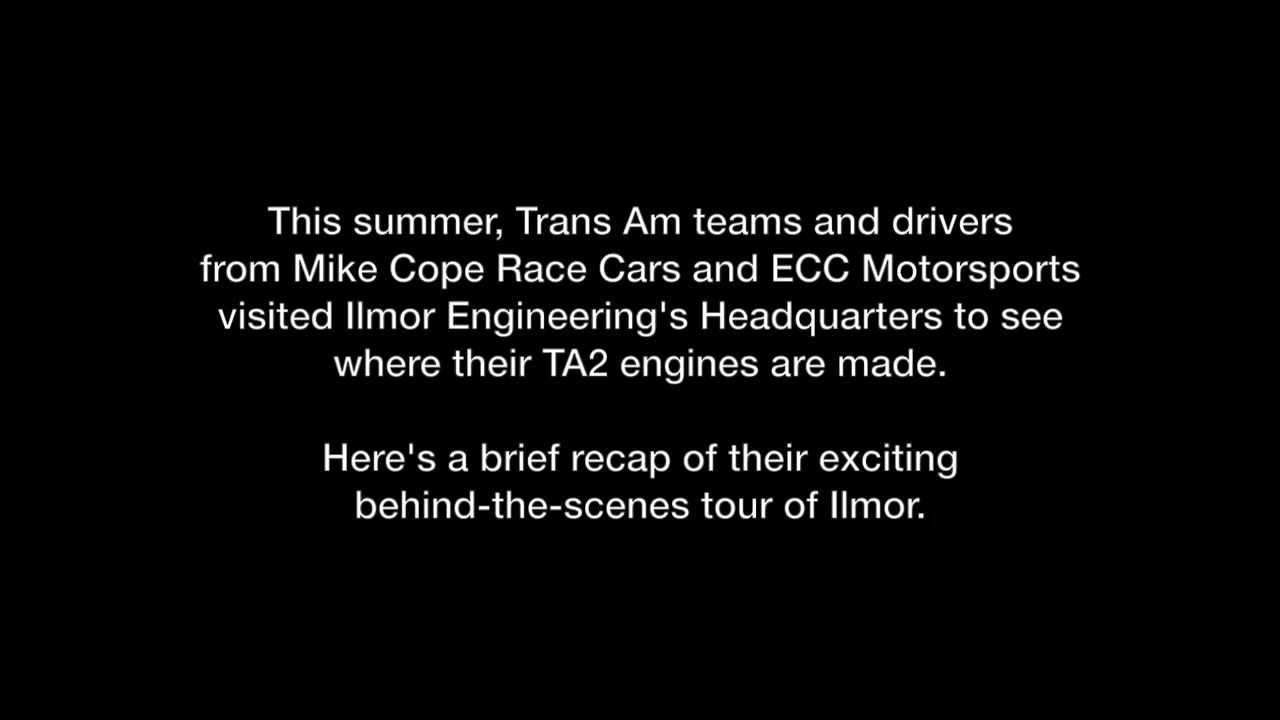 This summer, Trans Am teams and drivers
from Mike Cope Race Cars and ECC Motorsports
visited Ilmor Engineering's Headquarters to see
where their TA2 engines are made.
Here's a brief recap of their exciting
behind-the-scenes tour of Ilmor.